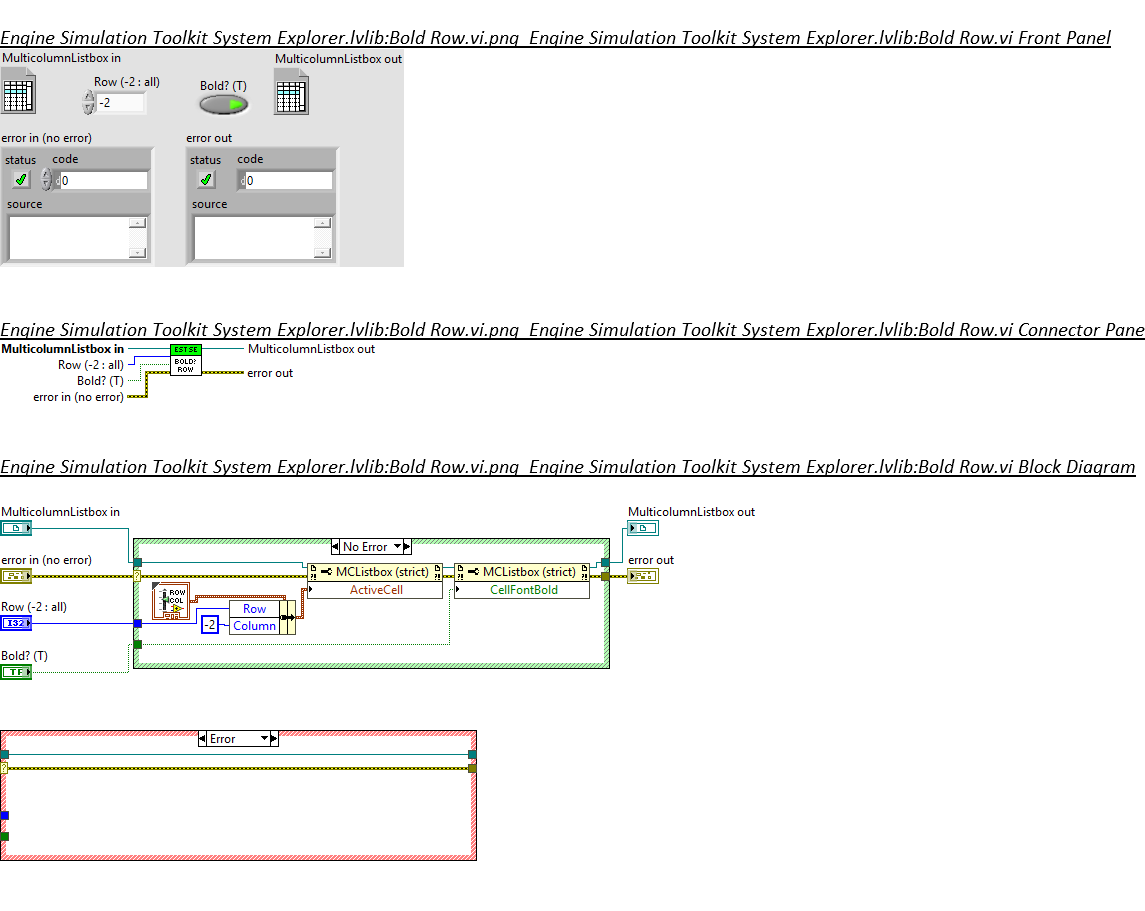 Engine Simulation Toolkit System Explorer.lvlib:Bold Row.vi.png Engine Simulation Toolkit System Explorer.lvlib:Bold Row.vi Front Panel
MulticolumnListbox in
MulticolumnListbox out
Row (-2 : all)
Bold? (T)
-2
error in (no error)
error out
status code
status code
0
0
source
source
Engine Simulation Toolkit System Explorer.lvlib:Bold Row.vi.png Engine Simulation Toolkit System Explorer.lvlib:Bold Row.vi Connector Pane
MulticolumnListbox in
EST SE
MulticolumnListbox out
Row (-2 : all)
BOLD?
ROW
Bold? (T)
error out
error in (no error)
Engine Simulation Toolkit System Explorer.lvlib:Bold Row.vi.png Engine Simulation Toolkit System Explorer.lvlib:Bold Row.vi Block Diagram
MulticolumnListbox in
MulticolumnListbox out
No Error
error in (no error)
error out
MCListbox (strict)
MCListbox (strict)
ActiveCell
CellFontBold
ROW
COL
Row (-2 : all)
Row
I32
-2
Column
Bold? (T)
TF
Error